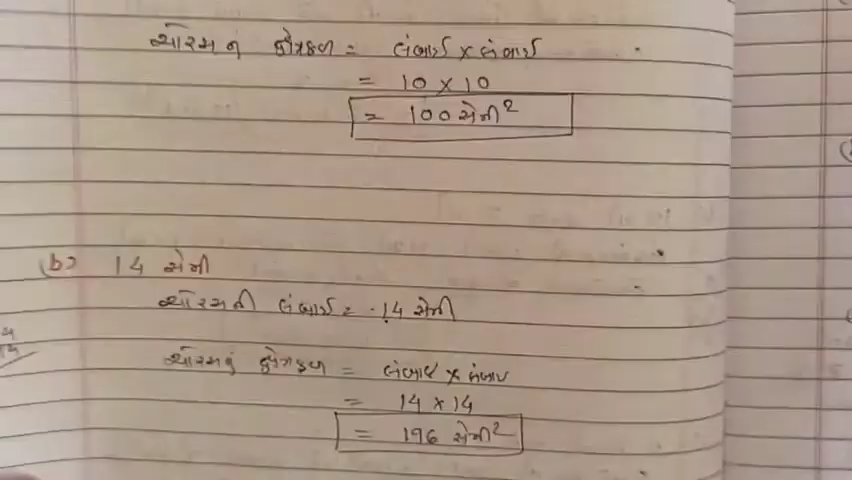 ચોરસનું ક્ષેત્રફળ = લંબાઈ × લંબાઈ
= 10 × 10
= 100 સેમી²
(b) 14 સેમી
ચોરસની લંબાઈ = 14 સેમી
ચોરસનું ક્ષેત્રફળ = લંબાઈ × લંબાઈ
= 14 × 14
= 196 સેમી²